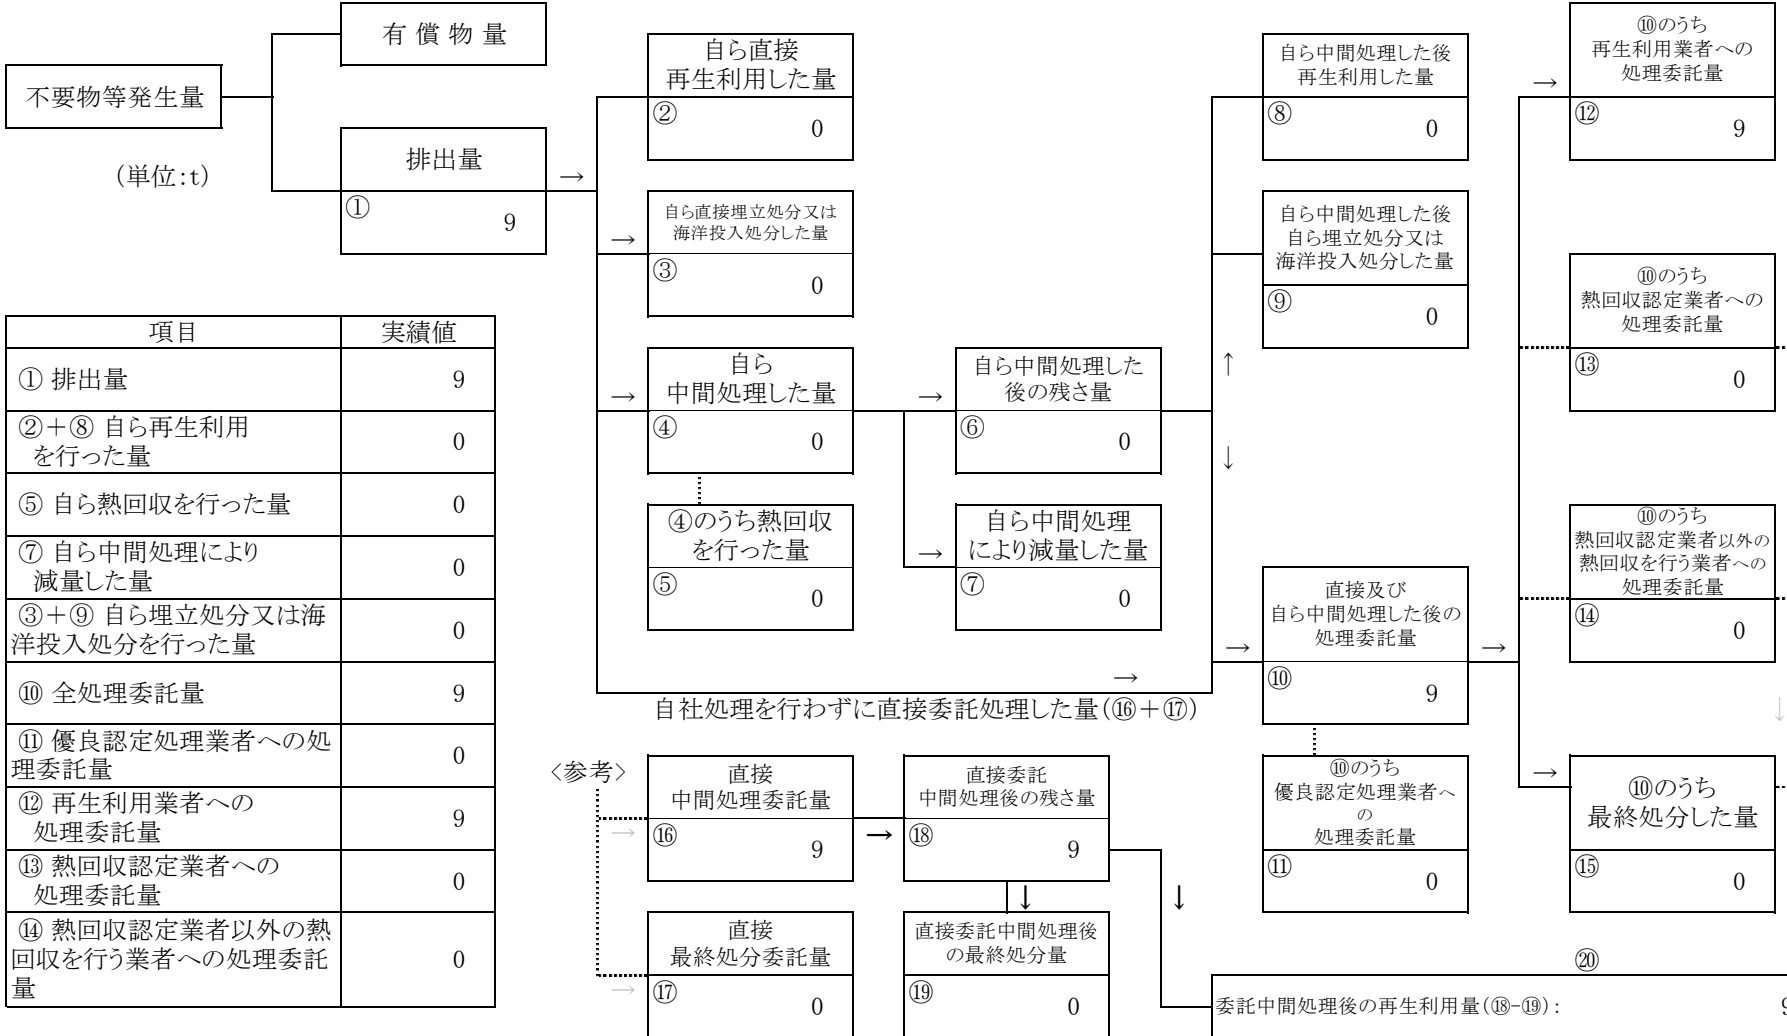 有 償 物 量
不要物等発生量
(単位:t)
排出量
①
9
→
自ら直接
再生利用した量
②
0
→
自ら直接埋立処分又は
海洋投入処分した量
③
0
→
自ら
中間処理した量
④
0
④のうち熱回収
を行った量
⑤
0
→
自ら中間処理した
後の残さ量
⑥
0
→
自ら中間処理
により減量した量
⑦
0
↑
↓
自ら中間処理した後
再生利用した量
⑧
0
自ら中間処理した後
自ら埋立処分又は
海洋投入処分した量
⑨
0
→
自社処理を行わずに直接委託処理した量(⑯+⑰)
→
直接及び
自ら中間処理した後の
処理委託量
⑩
9
→
⑩のうち
優良認定処理業者へ
の
処理委託量
⑪
0
→
⑩のうち
再生利用業者への
処理委託量
⑫
9
⑩のうち
熱回収認定業者への
処理委託量
⑬
0
⑩のうち
熱回収認定業者以外の
熱回収を行う業者への
処理委託量
⑭
0
↓
→
⑩のうち
最終処分した量
⑮
0
項目 実績値
① 排出量 9
②+⑧ 自ら再生利用
を行った量 0
⑤ 自ら熱回収を行った量 0
⑦ 自ら中間処理により
減量した量 0
③+⑨ 自ら埋立処分又は海
洋投入処分を行った量 0
⑩ 全処理委託量 9
⑪ 優良認定処理業者への処
理委託量 0
⑫ 再生利用業者への
処理委託量 9
⑬ 熱回収認定業者への
処理委託量 0
⑭ 熱回収認定業者以外の熱
回収を行う業者への処理委託
量 0
<参考>
→
直接
中間処理委託量
⑯
9
→
直接委託
中間処理後の残さ量
⑱
9
↓
↓
→
直接
最終処分委託量
⑰
0
直接委託中間処理後
の最終処分量
⑲
0
⑳
委託中間処理後の再生利用量(⑱-⑲): 9